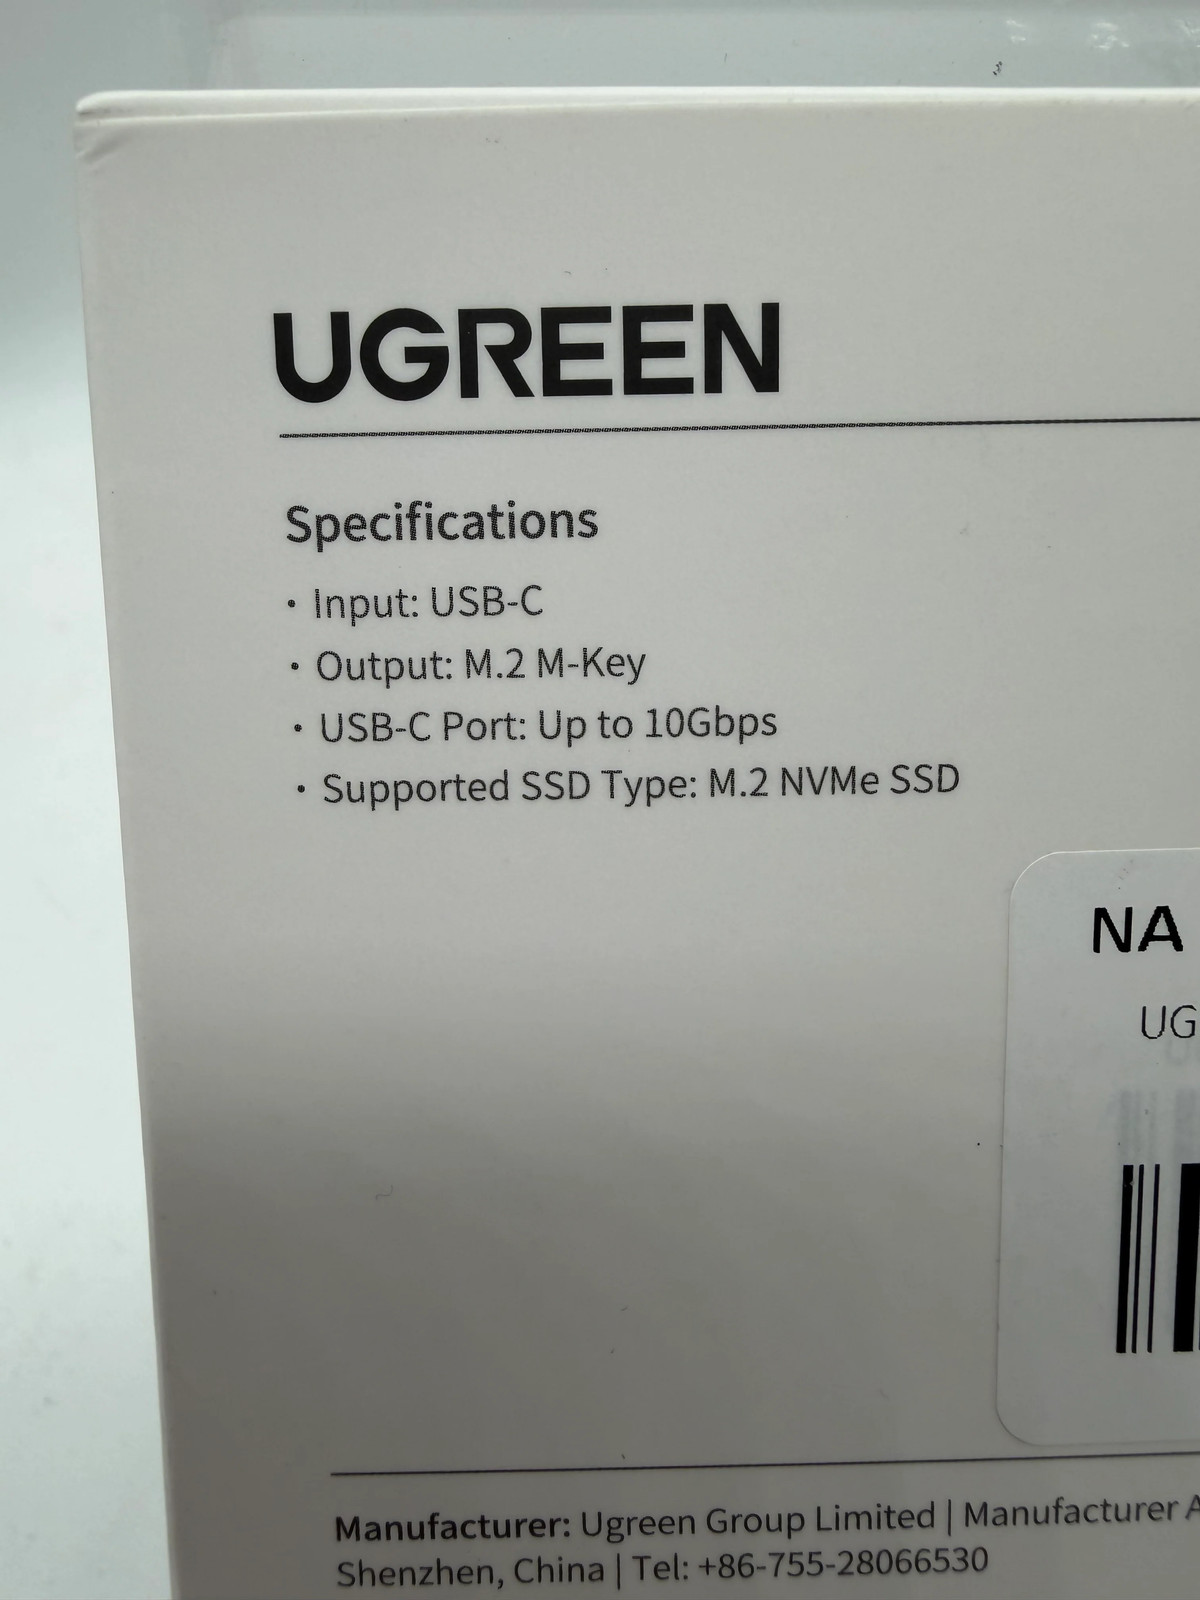 UGREEN
Specifications
• Input: USB-C
• Output: M.2 M-Key
• USB-C Port: Up to 10Gbps
• Supported SSD Type: M.2 NVMe SSD
NA
UG
Manufacturer: Ugreen Group Limited | Manufacturer A
Shenzhen, China | Tel: +86-755-28066530